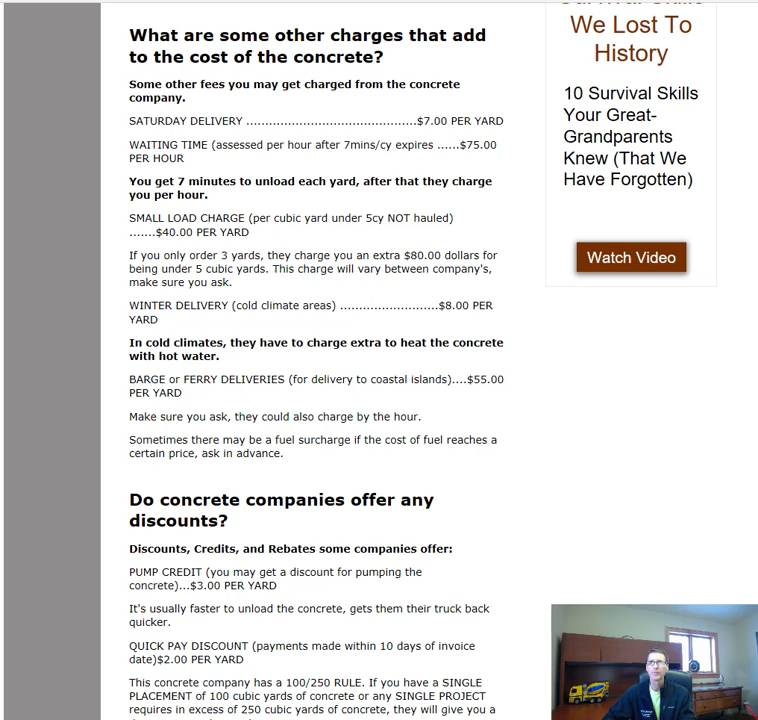 What are some other charges that add
to the cost of the concrete?
Some other fees you may get charged from the concrete
company.
SATURDAY DELIVERY .............................................$7.00 PER YARD
WAITING TIME (assessed per hour after 7mins/cy expires ......$75.00
PER HOUR
You get 7 minutes to unload each yard, after that they charge
you per hour.
SMALL LOAD CHARGE (per cubic yard under 5cy NOT hauled)
.......$40.00 PER YARD
If you only order 3 yards, they charge you an extra $80.00 dollars for
being under 5 cubic yards. This charge will vary between company's,
make sure you ask.
WINTER DELIVERY (cold climate areas) ..........................$8.00 PER
YARD
In cold climates, they have to charge extra to heat the concrete
with hot water.
BARGE or FERRY DELIVERIES (for delivery to coastal islands)....$55.00
PER YARD
Make sure you ask, they could also charge by the hour.
Sometimes there may be a fuel surcharge if the cost of fuel reaches a
certain price, ask in advance.
Do concrete companies offer any
discounts?
Discounts, Credits, and Rebates some companies offer:
PUMP CREDIT (you may get a discount for pumping the
concrete)...$3.00 PER YARD
It's usually faster to unload the concrete, gets them their truck back
quicker.
QUICK PAY DISCOUNT (payments made within 10 days of invoice
date)$2.00 PER YARD
This concrete company has a 100/250 RULE. If you have a SINGLE
PLACEMENT of 100 cubic yards of concrete or any SINGLE PROJECT
requires in excess of 250 cubic yards of concrete, they will give you a
We Lost To
History
10 Survival Skills
Your Great-
Grandparents
Knew (That We
Have Forgotten)
Watch Video